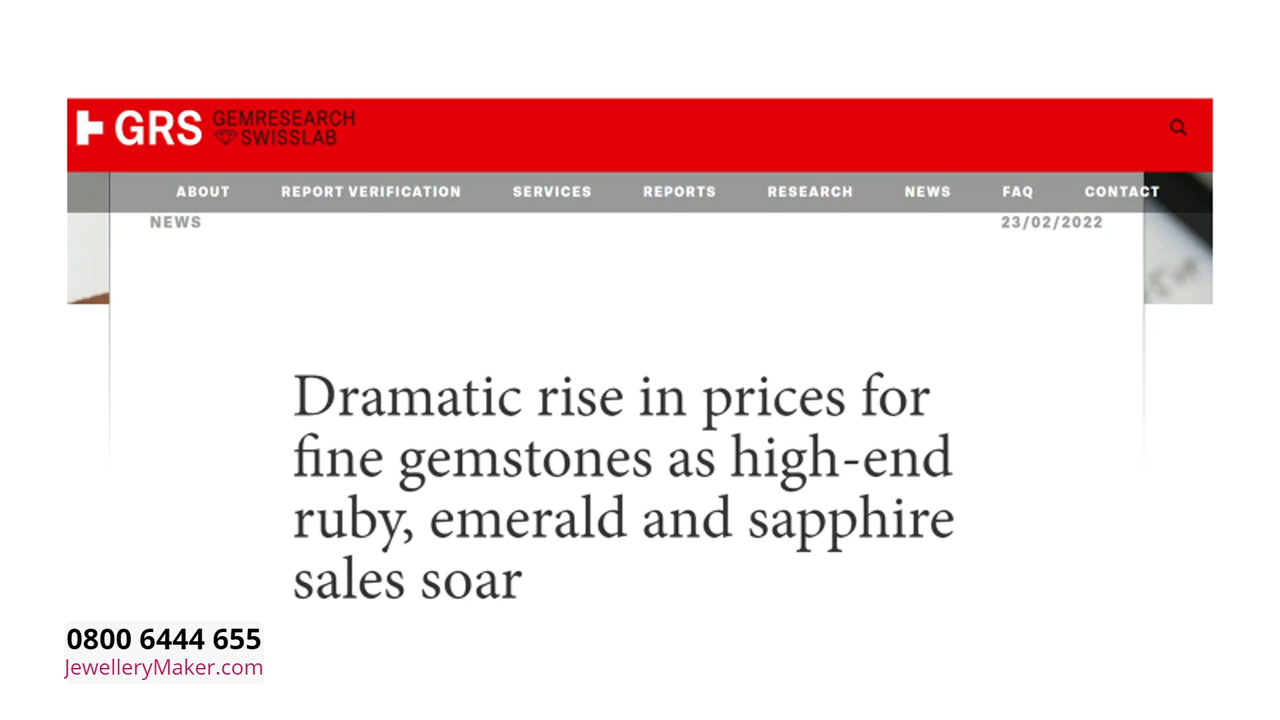 GRS GEMRESEARCH
SWISSLAB
ABOUT REPORT VERIFICATION SERVICES REPORTS RESEARCH NEWS FAQ CONTACT
NEWS 23/02/2022
Dramatic rise in prices for
fine gemstones as high-end
ruby, emerald and sapphire
sales soar
0800 6444 655
JewelleryMaker.com